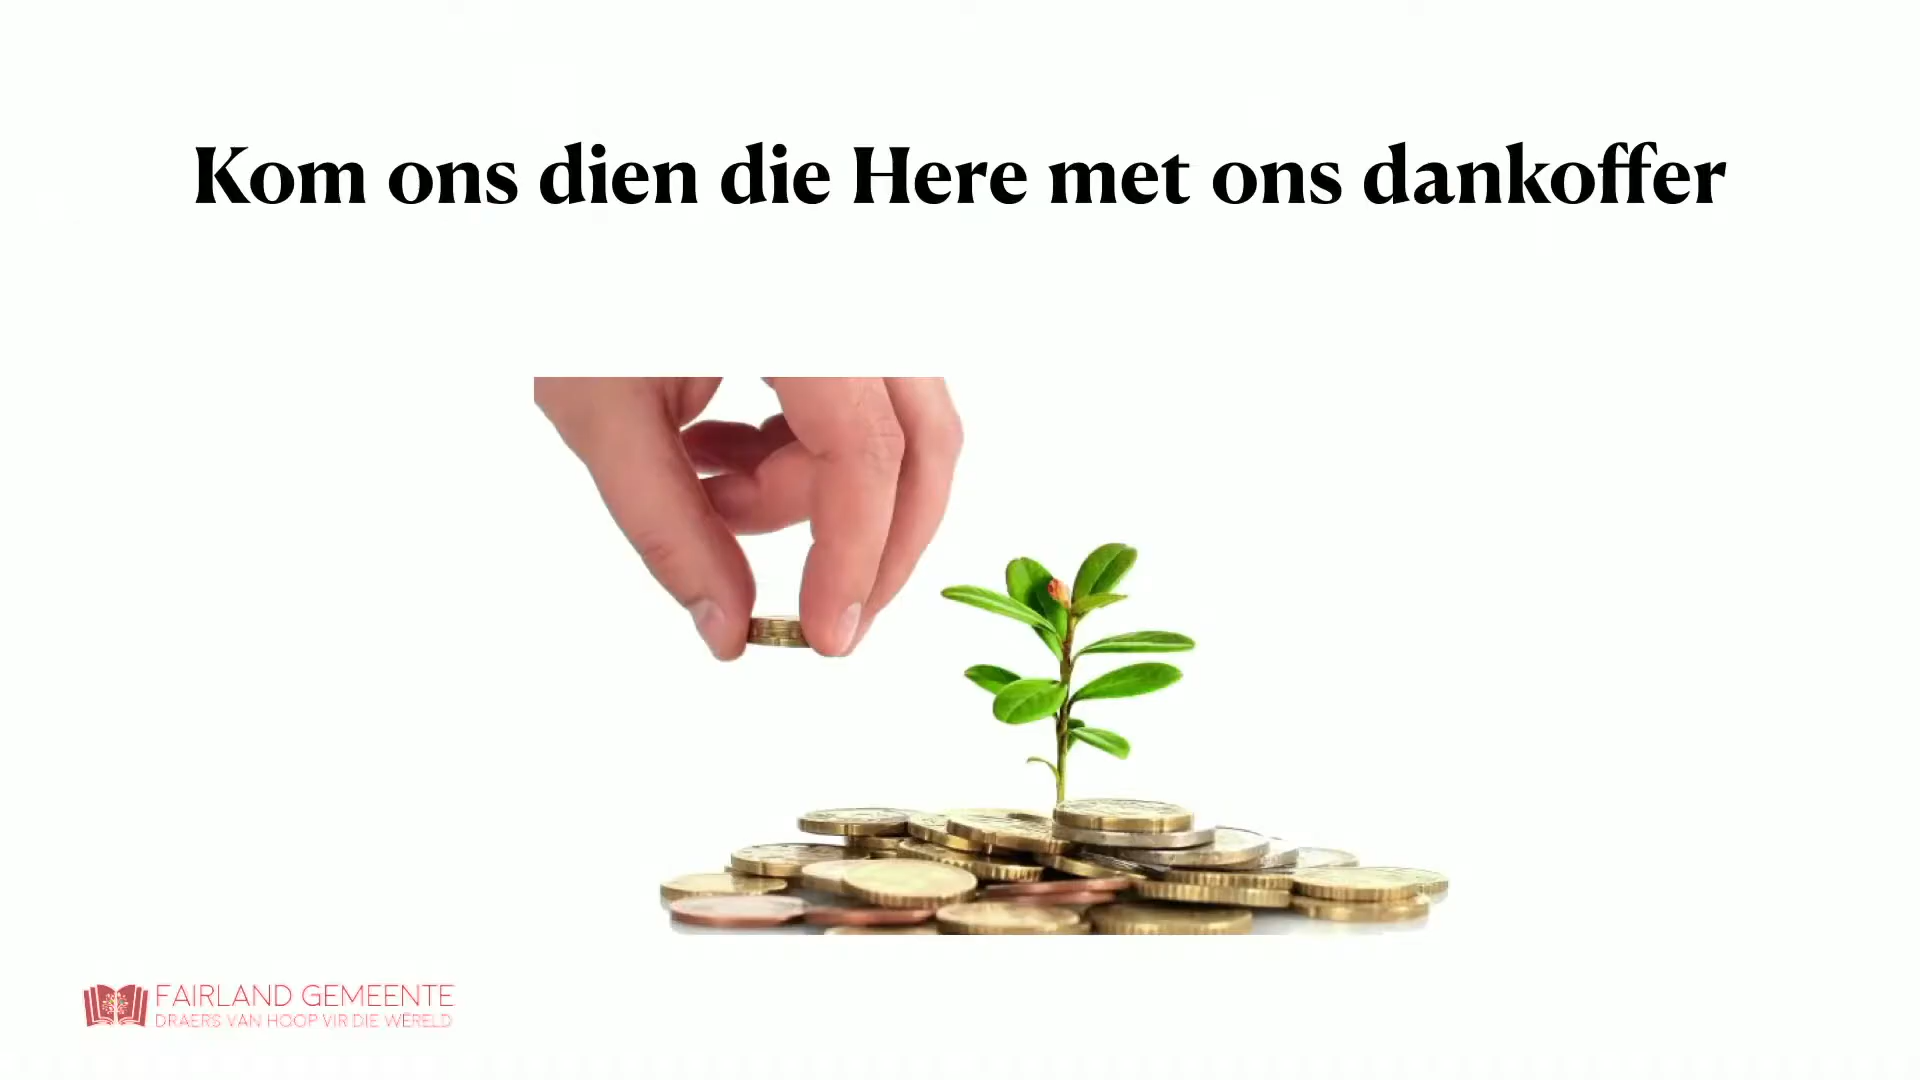 Kom ons dien die Here met ons dankoffer
FAIRLAND GEMEENTE
DRAERS VAN HOOP VIR DIE WÊRELD